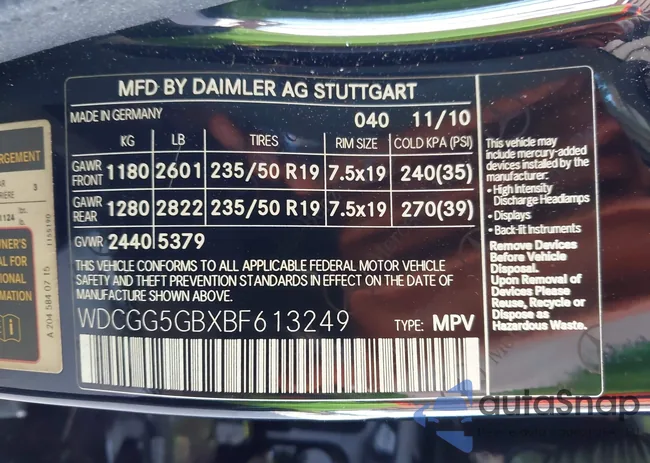 MFD BY DAIMLER AG STUTTGART
MADE IN GERMANY 040 11/10
KG LB TIRES RIM SIZE COLD KPA (PSI)
GAWR FRONT 1180 2601 235/50 R19 7.5x19 240(35)
GAWR REAR 1280 2822 235/50 R19 7.5x19 270(39)
GVWR 2440 5379
THIS VEHICLE CONFORMS TO ALL APPLICABLE FEDERAL MOTOR VEHICLE
SAFETY AND THEFT PREVENTION STANDARDS IN EFFECT ON THE DATE OF
MANUFACTURE.
WDCGG5GBXBF613249 TYPE: MPV
This vehicle may
include mercury-added
devices installed by the
manufacturer:
• High Intensity
Discharge Headlamps
• Displays
• Back-lit Instruments
Remove Devices
Before Vehicle
Disposal.
Upon Removal of
Devices Please
Reuse, Recycle or
Dispose as
Hazardous Waste.
A 204 584 07 15
autoSnap